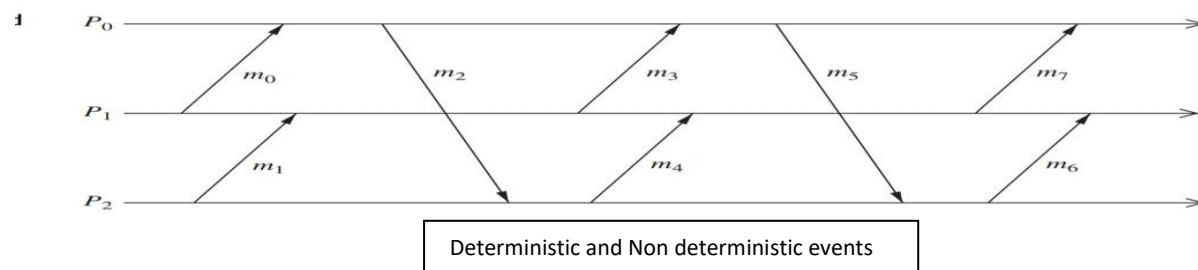 d
P₀
m₀
m₂
m₃
m₅
m₇
P₁
m₁
m₄
m₆
P₂
Deterministic and Non deterministic events